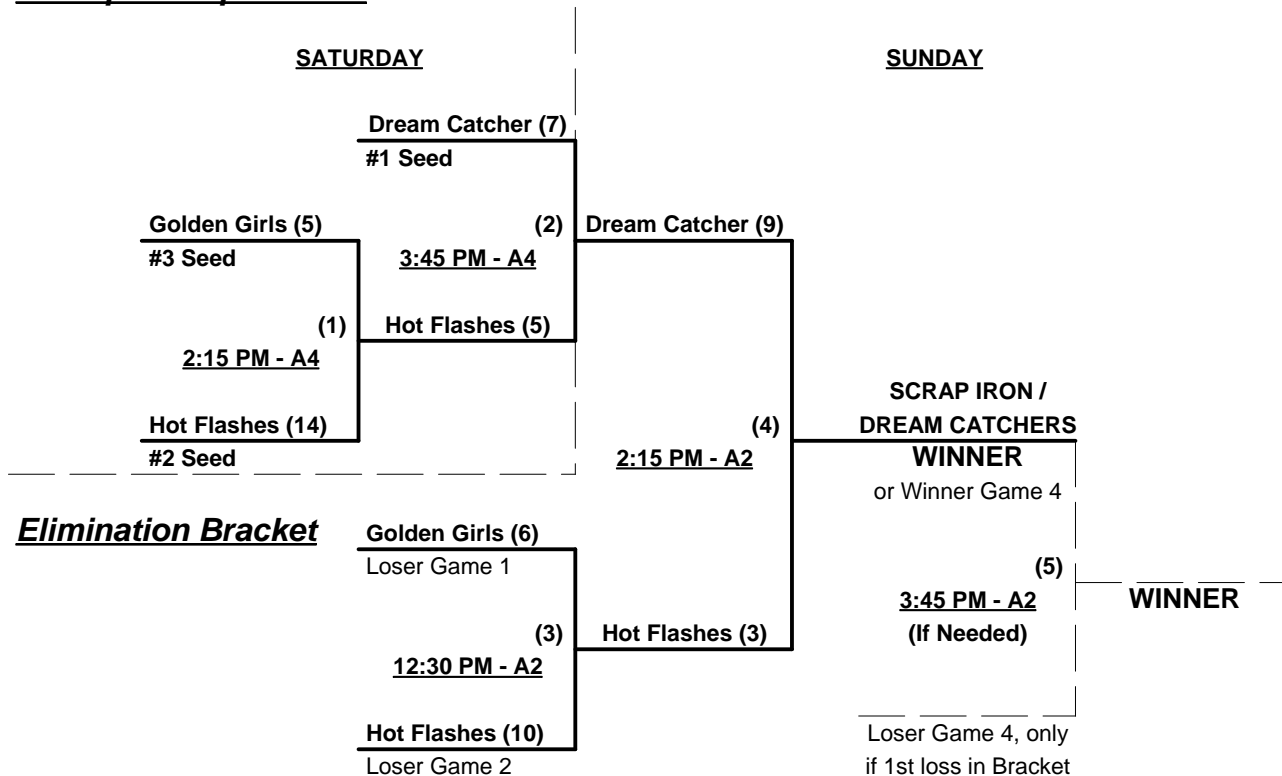 SATURDAY
SUNDAY
Dream Catcher (7)
#1 Seed
Golden Girls (5)
(2)
Dream Catcher (9)
#3 Seed
3:45 PM - A4
(1)
Hot Flashes (5)
2:15 PM - A4
SCRAP IRON /
Hot Flashes (14)
(4)
DREAM CATCHERS
#2 Seed
2:15 PM - A2
WINNER
or Winner Game 4
Elimination Bracket
Golden Girls (6)
Loser Game 1
(5)
3:45 PM - A2
WINNER
(3)
Hot Flashes (3)
(If Needed)
12:30 PM - A2
Hot Flashes (10)
Loser Game 4, only
Loser Game 2
if 1st loss in Bracket